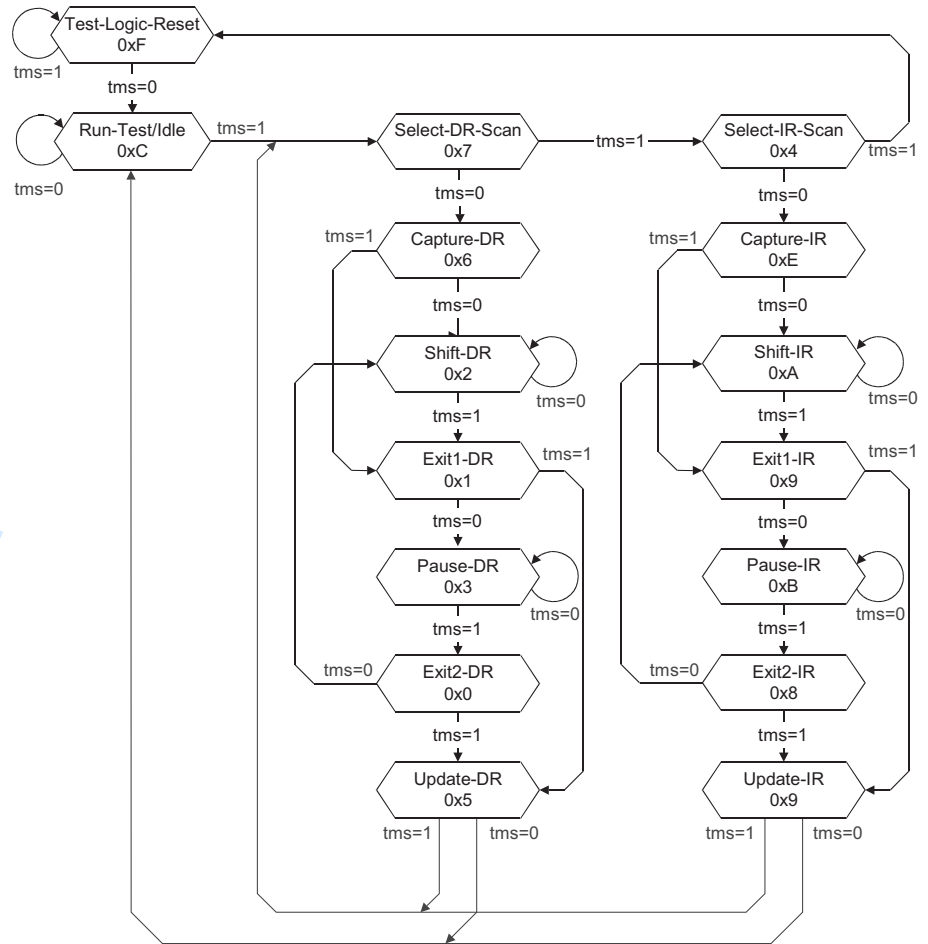 Test-Logic-Reset
0xF
tms=1
tms=0
Run-Test/Idle
0xC
tms=0
tms=1
Select-DR-Scan
0x7
tms=1
Select-IR-Scan
0x4
tms=1
tms=0
tms=0
tms=1
Capture-DR
0x6
tms=1
Capture-IR
0xE
tms=0
tms=0
Shift-DR
0x2
tms=0
Shift-IR
0xA
tms=0
tms=1
tms=1
Exit1-DR
0x1
tms=1
Exit1-IR
0x9
tms=1
tms=0
tms=0
Pause-DR
0x3
tms=0
Pause-IR
0xB
tms=0
tms=1
tms=1
tms=0
Exit2-DR
0x0
tms=0
Exit2-IR
0x8
tms=1
tms=1
Update-DR
0x5
Update-IR
0x9
tms=1
tms=0
tms=1
tms=0